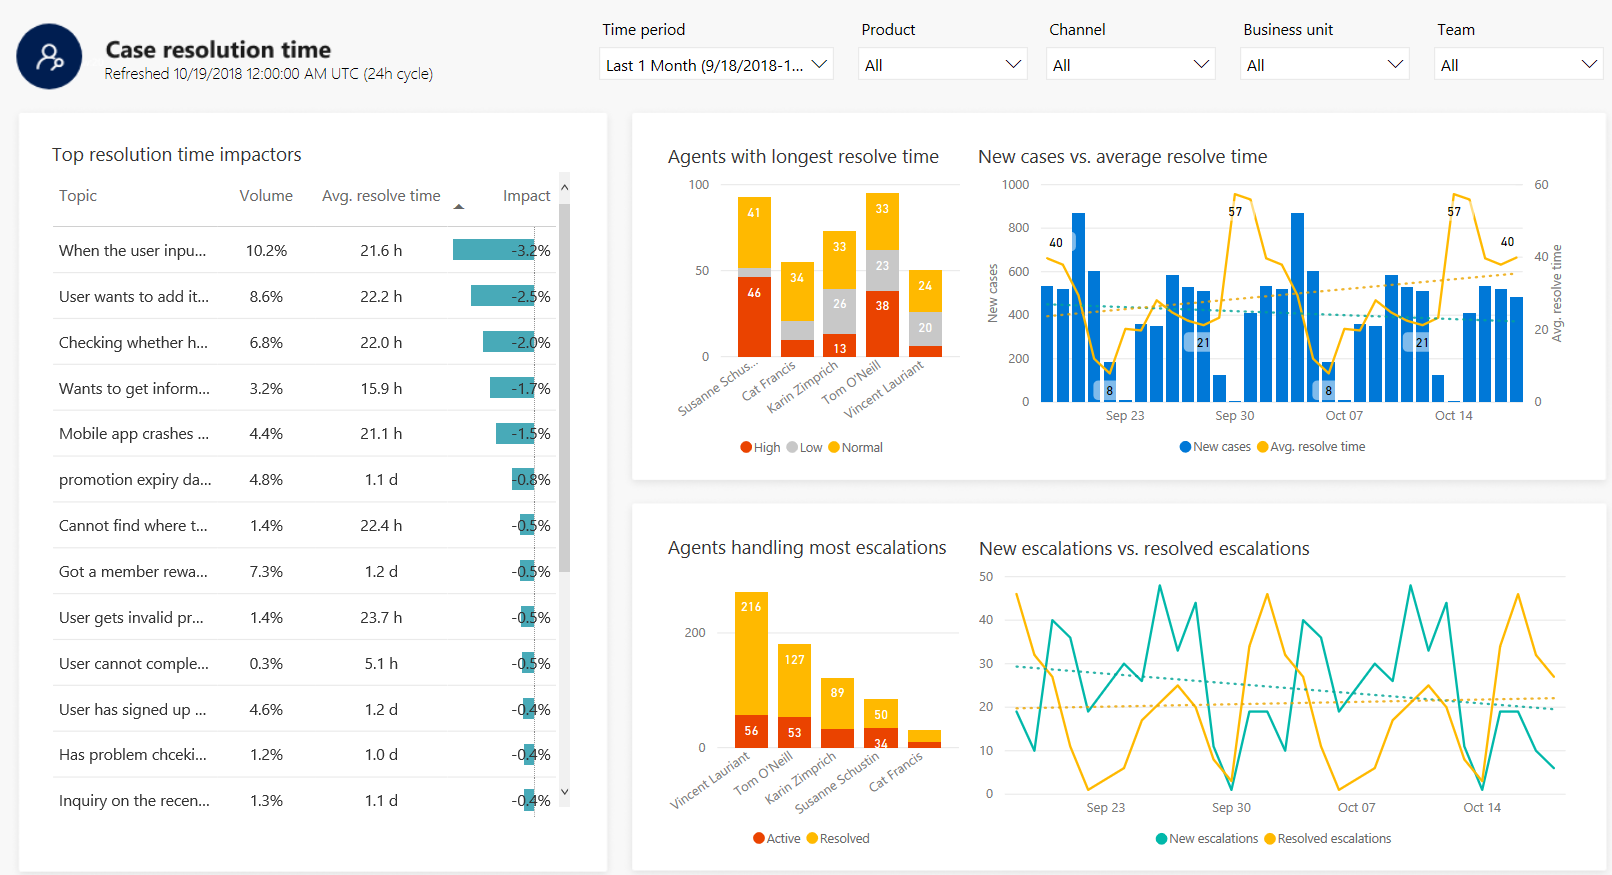 Case resolution time
Refreshed 10/19/2018 12:00:00 AM UTC (24h cycle)
Time period
Last 1 Month (9/18/2018-1...
Product
All
Channel
All
Business unit
All
Team
All
Top resolution time impactors
Topic Volume Avg. resolve time Impact
When the user inpu... 10.2% 21.6 h -3.2%
User wants to add it... 8.6% 22.2 h -2.5%
Checking whether h... 6.8% 22.0 h -2.0%
Wants to get inform... 3.2% 15.9 h -1.7%
Mobile app crashes ... 4.4% 21.1 h -1.5%
promotion expiry da... 4.8% 1.1 d -0.8%
Cannot find where t... 1.4% 22.4 h -0.5%
Got a member rewa... 7.3% 1.2 d -0.5%
User gets invalid pr... 1.4% 23.7 h -0.5%
User cannot comple... 0.3% 5.1 h -0.5%
User has signed up ... 4.6% 1.2 d -0.4%
Has problem chceki... 1.2% 1.0 d -0.4%
Inquiry on the recen... 1.3% 1.1 d -0.4%
Agents with longest resolve time
100
50
0
41
46
34
33
26
13
33
23
38
24
20
Susanne Schus...
Cat Francis
Karin Zimprich
Tom O'Neill
Vincent Lauriant
High Low Normal
New cases vs. average resolve time
1000
800
600
400
200
0
New cases
60
40
20
0
Avg. resolve time
40
8
21
57
8
21
57
40
Sep 23 Sep 30 Oct 07 Oct 14
New cases Avg. resolve time
Agents handling most escalations
200
0
216
56
127
53
89
50
34
Vincent Lauriant
Tom O'Neill
Karin Zimprich
Susanne Schustin
Cat Francis
Active Resolved
New escalations vs. resolved escalations
50
40
30
20
10
0
Sep 23 Sep 30 Oct 07 Oct 14
New escalations Resolved escalations